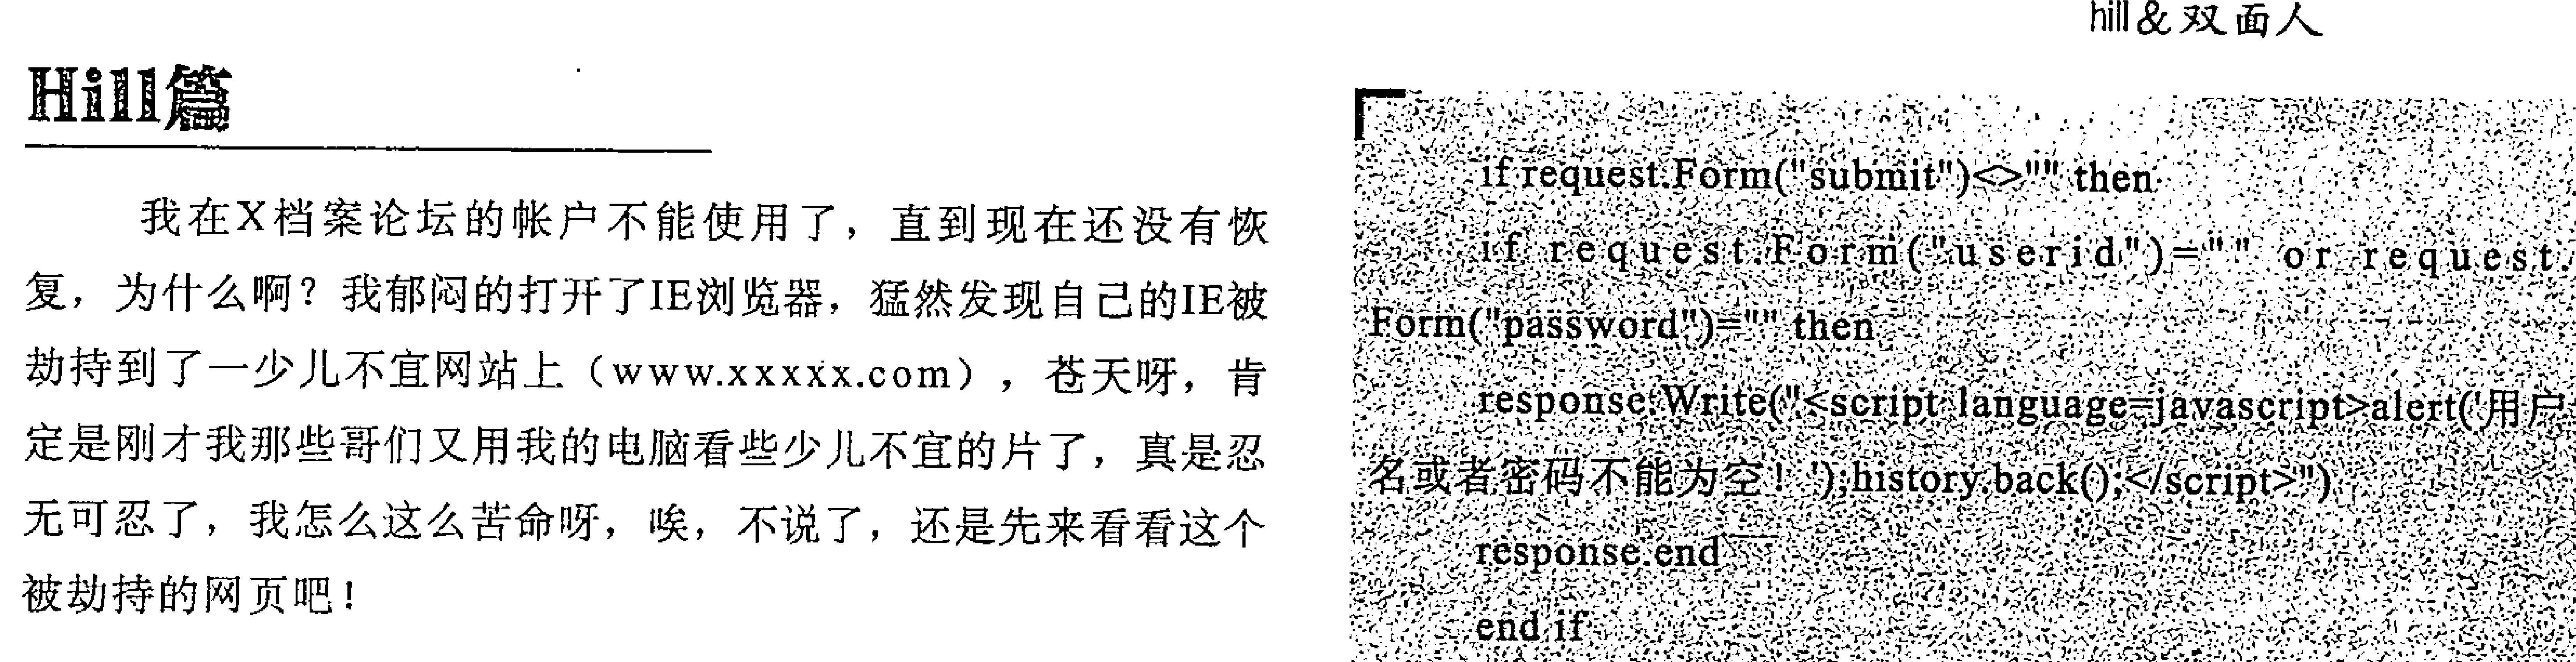 hill&双面人
Hill篇
我在X档案论坛的帐户不能使用了，直到现在还没有恢
复，为什么啊？我郁闷的打开了IE浏览器，猛然发现自己的IE被
劫持到了一少儿不宜网站上（www.xxxxx.com），苍天呀，肯
定是刚才我那些哥们又用我的电脑看些少儿不宜的片了，真是忍
无可忍了，我怎么这么苦命呀，唉，不说了，还是先来看看这个
被劫持的网页吧！
if request.Form("submit")<>"" then
if request.Form("userid")="" or request.
Form("password")="" then
response.Write("<script language=javascript>alert('用户
名或者密码不能为空！');history.back();</script>")
response.end
end if